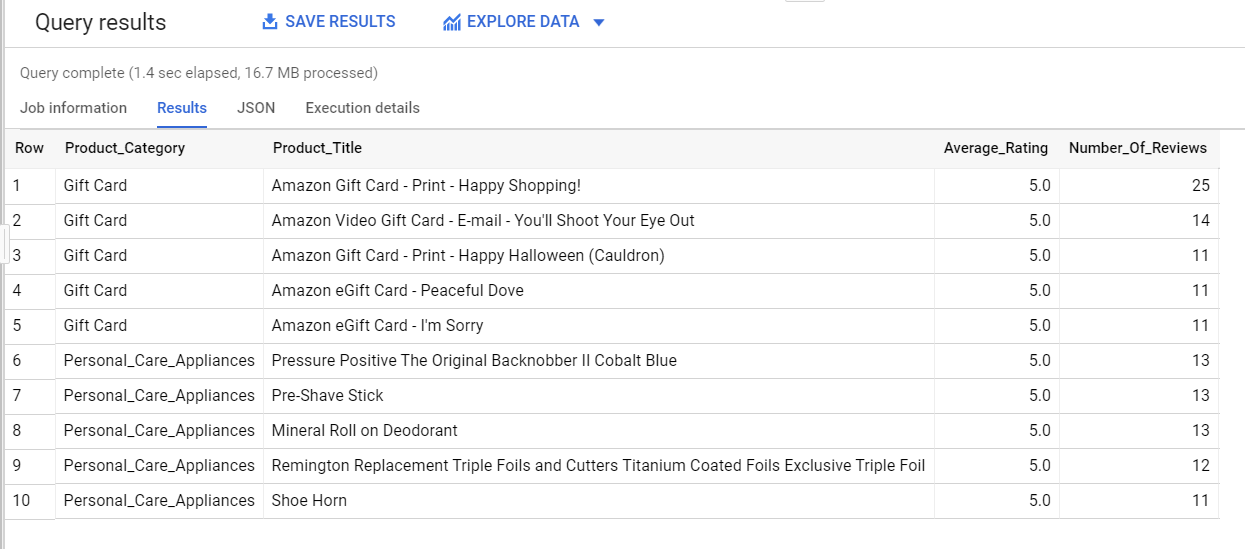 Query results SAVE RESULTS EXPLORE DATA
Query complete (1.4 sec elapsed, 16.7 MB processed)
Job information Results JSON Execution details
Row Product_Category Product_Title Average_Rating Number_Of_Reviews
1 Gift Card Amazon Gift Card - Print - Happy Shopping! 5.0 25
2 Gift Card Amazon Video Gift Card - E-mail - You'll Shoot Your Eye Out 5.0 14
3 Gift Card Amazon Gift Card - Print - Happy Halloween (Cauldron) 5.0 11
4 Gift Card Amazon eGift Card - Peaceful Dove 5.0 11
5 Gift Card Amazon eGift Card - I'm Sorry 5.0 11
6 Personal_Care_Appliances Pressure Positive The Original Backnobber II Cobalt Blue 5.0 13
7 Personal_Care_Appliances Pre-Shave Stick 5.0 13
8 Personal_Care_Appliances Mineral Roll on Deodorant 5.0 13
9 Personal_Care_Appliances Remington Replacement Triple Foils and Cutters Titanium Coated Foils Exclusive Triple Foil 5.0 12
10 Personal_Care_Appliances Shoe Horn 5.0 11